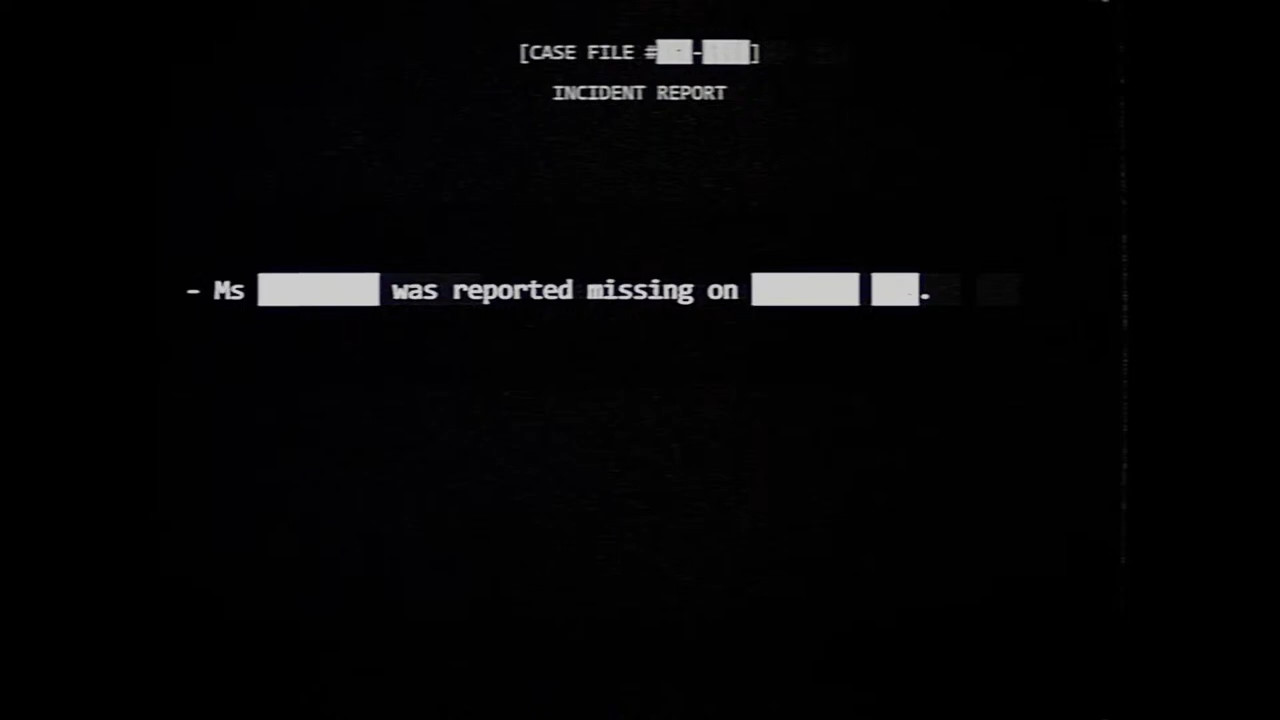 [CASE FILE #██-████]
INCIDENT REPORT
- Ms ██████████ was reported missing on █████████ ████.